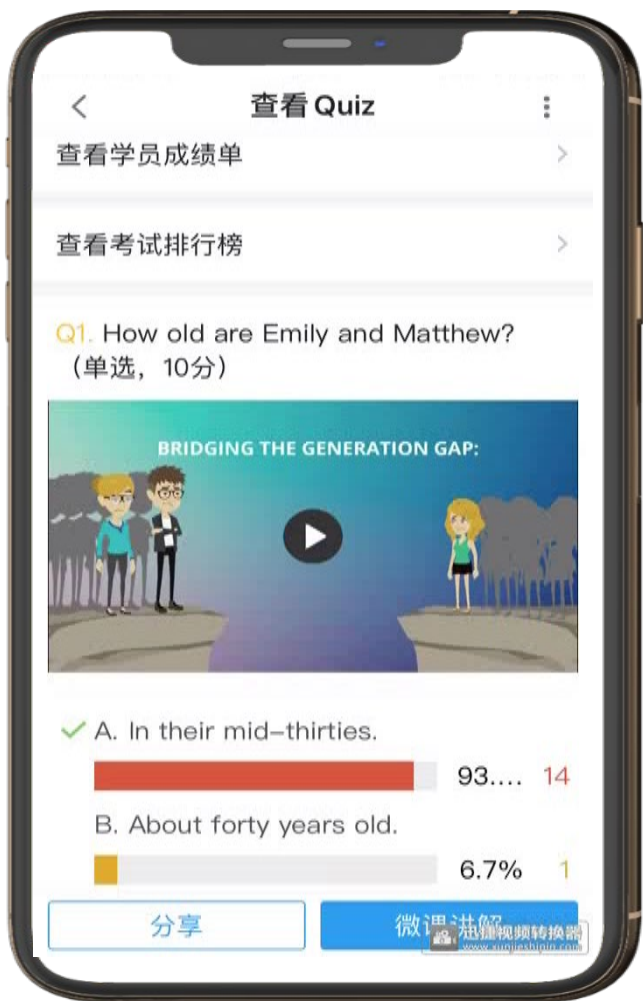 查看 Quiz
查看学员成绩单
查看考试排行榜
Q1. How old are Emily and Matthew?
（单选，10分）
BRIDGING THE GENERATION GAP:
A. In their mid-thirties.
93.... 14
B. About forty years old.
6.7% 1
分享
微课讲解
迅捷视频转换器
www.xunjieshipin.com